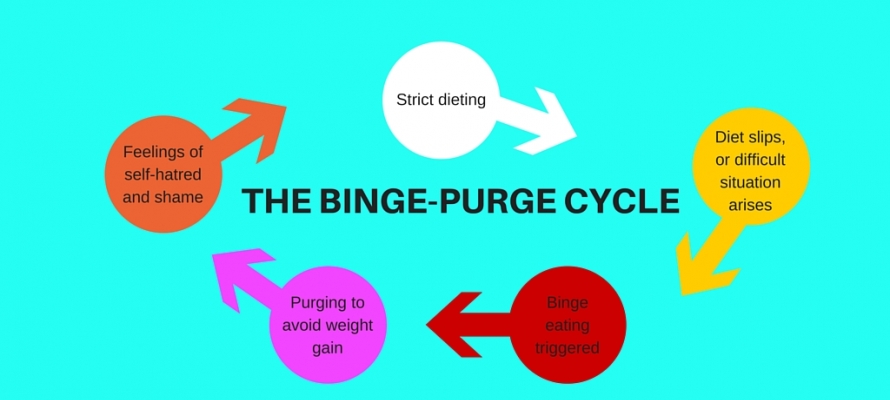 Strict dieting
Diet slips,
or difficult
situation
arises
Feelings of
self-hatred
and shame
THE BINGE-PURGE CYCLE
Purging to
avoid weight
gain
Binge
eating
triggered